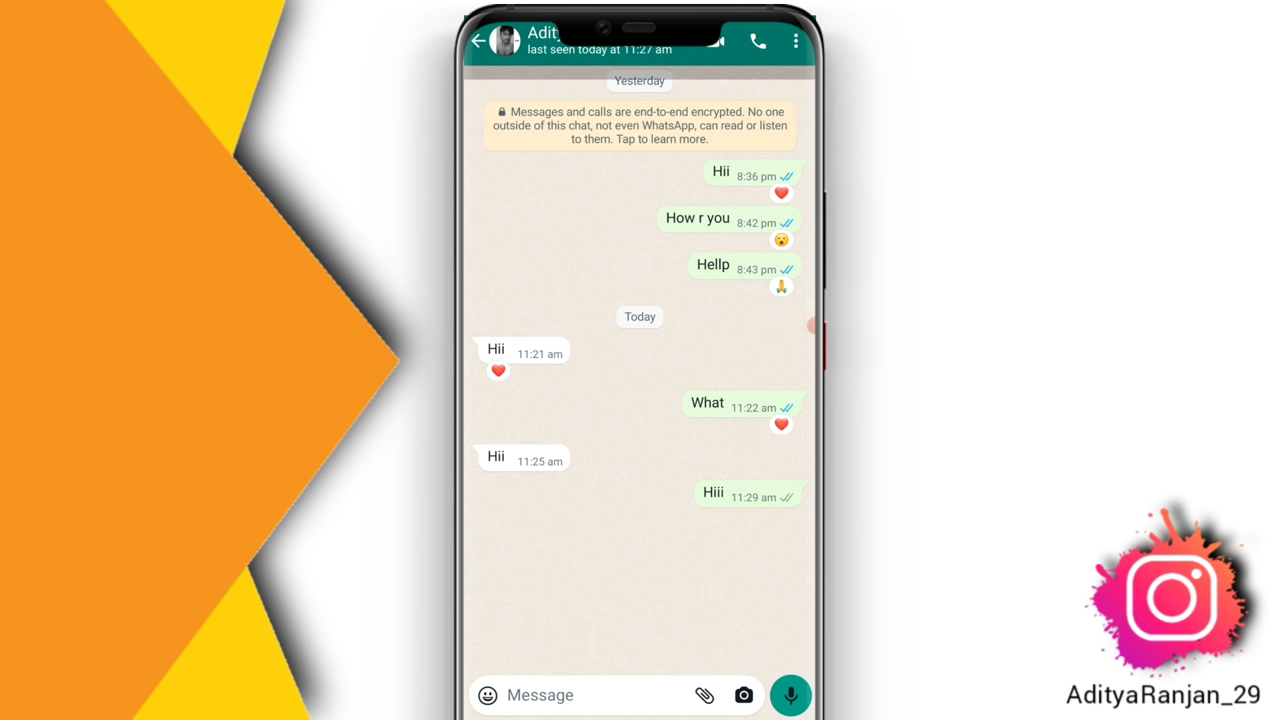 Adit
last seen today at 11:27 am
Yesterday
Messages and calls are end-to-end encrypted. No one
outside of this chat, not even WhatsApp, can read or listen
to them. Tap to learn more.
Hii 8:36 pm
How r you 8:42 pm
Hellp 8:43 pm
Today
Hii 11:21 am
What 11:22 am
Hii 11:25 am
Hiii 11:29 am
Message
AdityaRanjan_29